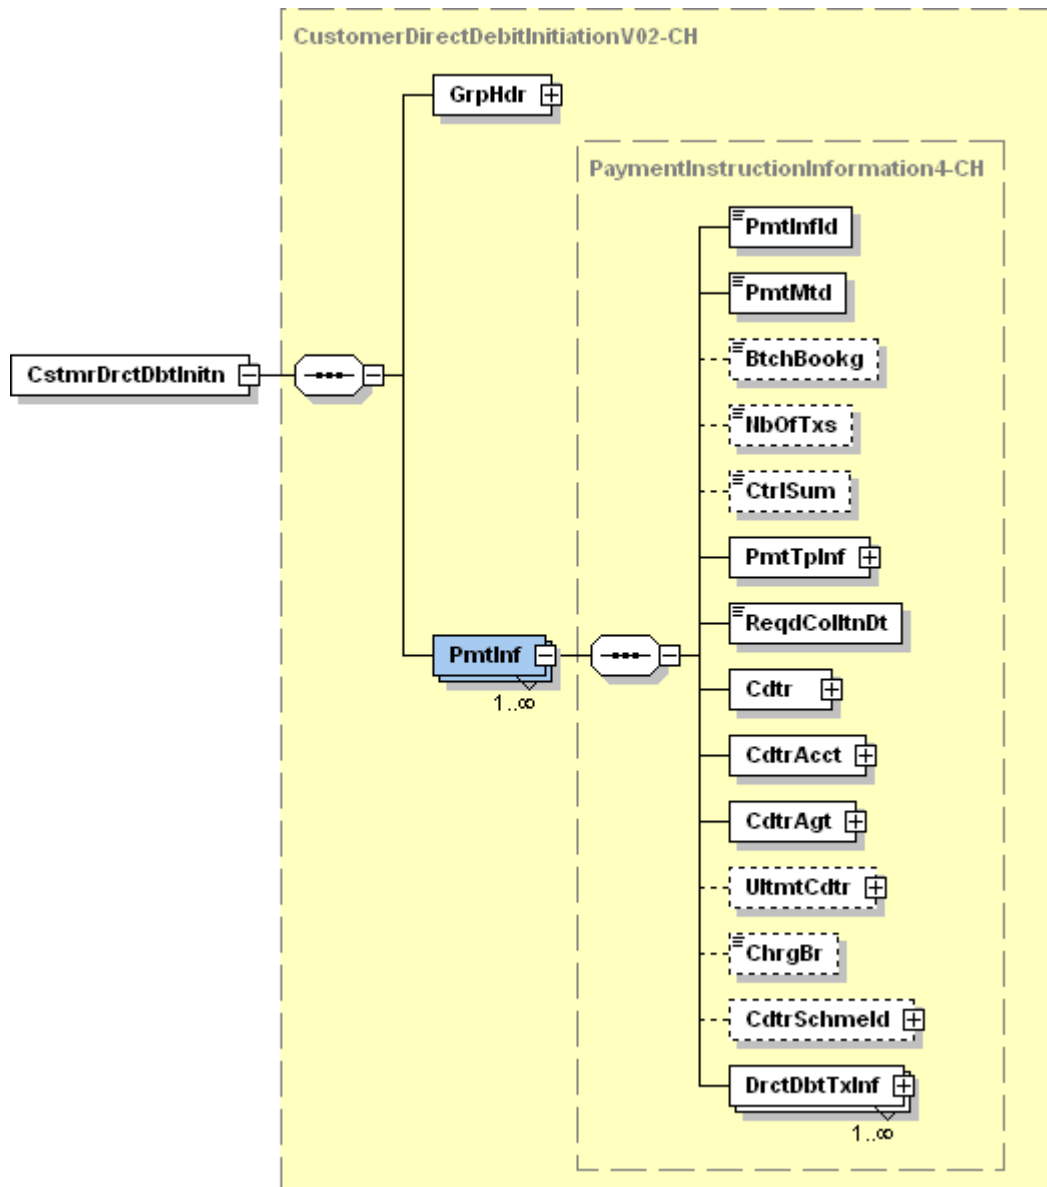 CustomerDirectDebitInitiationV02-CH
GrpHdr
PaymentInstructionInformation4-CH
PmtInfId
PmtMtd
BtchBookg
NbOfTxs
CtrlSum
PmtTpInf
ReqdColltnDt
CstmrDrctDbtInitn
PmtInf
1..∞
Cdtr
CdtrAcct
CdtrAgt
UltmtCdtr
ChrgBr
CdtrSchmeId
DrctDbtTxInf
1..∞